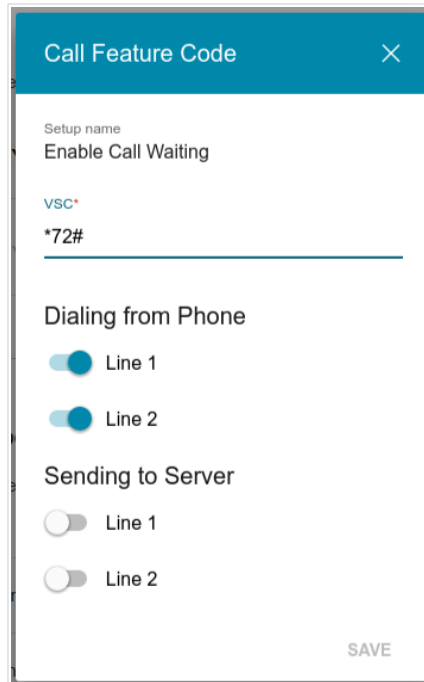 Call Feature Code
Setup name
Enable Call Waiting
VSC*
*72#
Dialing from Phone
Line 1
Line 2
Sending to Server
Line 1
Line 2
SAVE